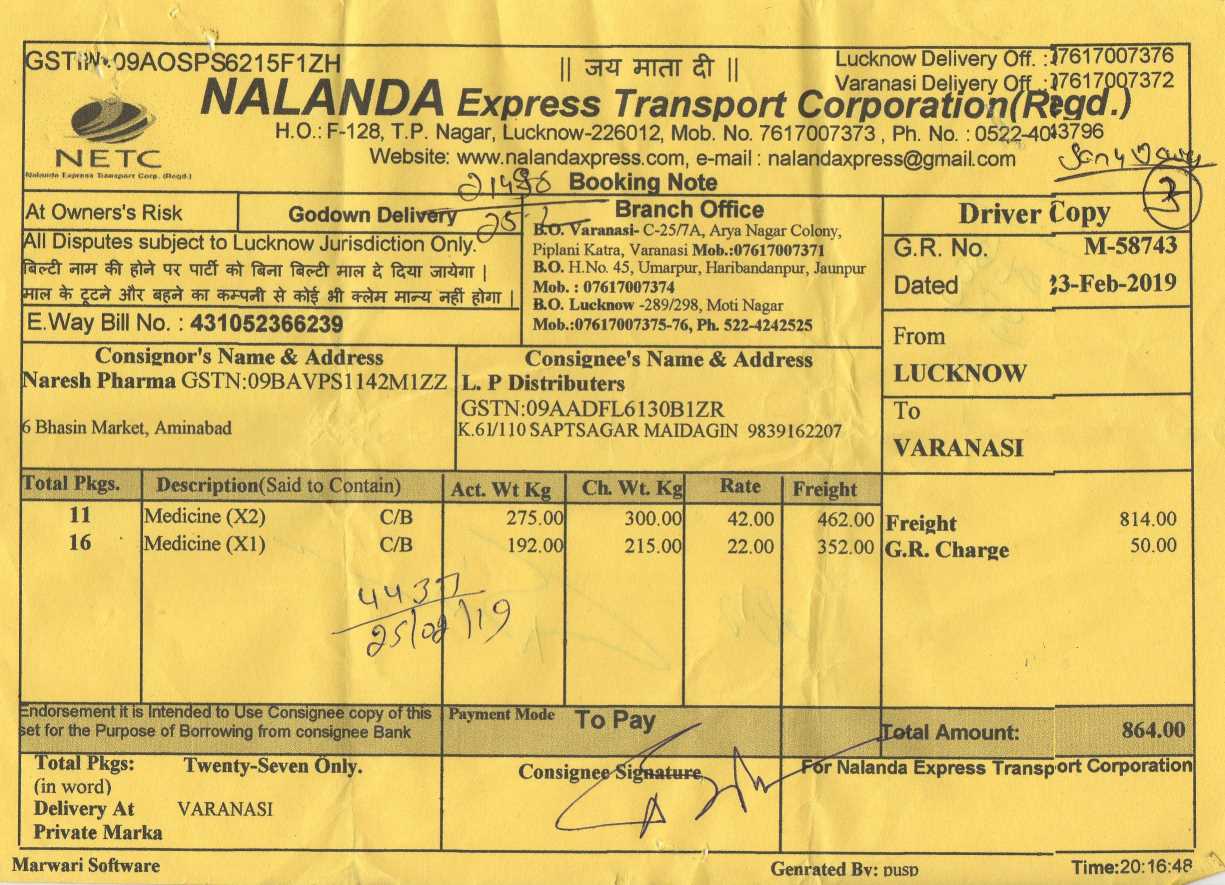 GSTIN:09AOSPS6215F1ZH
|| जय माता दी ||
Lucknow Delivery Off. :07617007376
Varanasi Delivery Off. :07617007372
NALANDA Express Transport Corporation(Regd.)
H.O.: F-128, T.P. Nagar, Lucknow-226012, Mob. No. 7617007373 , Ph. No. : 0522-4043796
Website: www.nalandaxpress.com, e-mail : nalandaxpress@gmail.com
NETC
Nalanda Express Transport Corp. (Regd.)
Booking Note
3
At Owners's Risk
Godown Delivery
All Disputes subject to Lucknow Jurisdiction Only.
बिल्टी नाम की होने पर पार्टी को बिना बिल्टी माल दे दिया जायेगा |
माल के टूटने और बहने का कम्पनी से कोई भी क्लेम मान्य नहीं होगा |
E.Way Bill No. : 431052366239
Branch Office
B.O. Varanasi- C-25/7A, Arya Nagar Colony,
Piplani Katra, Varanasi Mob.:07617007371
B.O. H.No. 45, Umarpur, Haribandanpur, Jaunpur
Mob. : 07617007374
B.O. Lucknow -289/298, Moti Nagar
Mob.:07617007375-76, Ph. 522-4242525
Driver Copy
G.R. No. M-58743
Dated 23-Feb-2019
From
LUCKNOW
To
VARANASI
Consignor's Name & Address
Naresh Pharma GSTN:09BAVPS1142M1ZZ
6 Bhasin Market, Aminabad
Consignee's Name & Address
L. P Distributers
GSTN:09AADFL6130B1ZR
K.61/110 SAPTSAGAR MAIDAGIN 9839162207
Total Pkgs. Description(Said to Contain) Act. Wt Kg Ch. Wt. Kg Rate Freight
11 Medicine (X2) C/B 275.00 300.00 42.00 462.00
16 Medicine (X1) C/B 192.00 215.00 22.00 352.00
Freight 814.00
G.R. Charge 50.00
25/02/19
Endorsement it is Intended to Use Consignee copy of this
set for the Purpose of Borrowing from consignee Bank
Payment Mode To Pay
Total Amount: 864.00
Total Pkgs: Twenty-Seven Only.
(in word)
Delivery At VARANASI
Private Marka
Consignee Signature
For Nalanda Express Transport Corporation
Marwari Software
Genrated By: pusp
Time:20:16:48